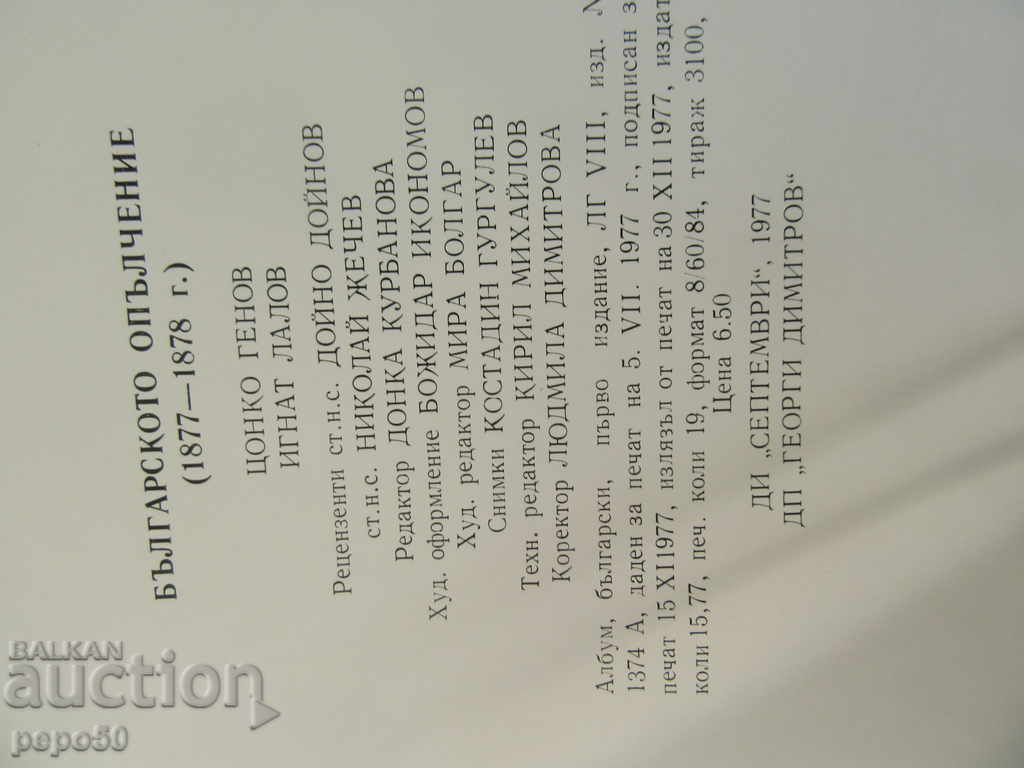 БЪЛГАРСКОТО ОПЪЛЧЕНИЕ
(1877—1878 г.)
ЦОНКО ГЕНОВ
ИГНАТ ЛАЛОВ
Рецензенти ст.н.с. ДОЙНО ДОЙНОВ
ст.н.с. НИКОЛАЙ ЖЕЧЕВ
Редактор ДОНКА КУРБАНОВА
Худ. оформление БОЖИДАР ИКОНОМОВ
Худ. редактор МИРА БОЛГАР
Снимки КОСТАДИН ГУРГУЛЕВ
Техн. редактор КИРИЛ МИХАЙЛОВ
Коректор ЛЮДМИЛА ДИМИТРОВА
Албум, български, първо издание, ЛГ VIII, изд. №
1374 А, даден за печат на 5. VII. 1977 г., подписан з
печат 15 XI1977, излязъл от печат на 30 XII 1977, издат
коли 15,77, печ. коли 19, формат 8/60/84, тираж 3100,
Цена 6.50
ДИ „СЕПТЕМВРИ“, 1977
ДП „ГЕОРГИ ДИМИТРОВ“
BALKAN
auction
pepo50